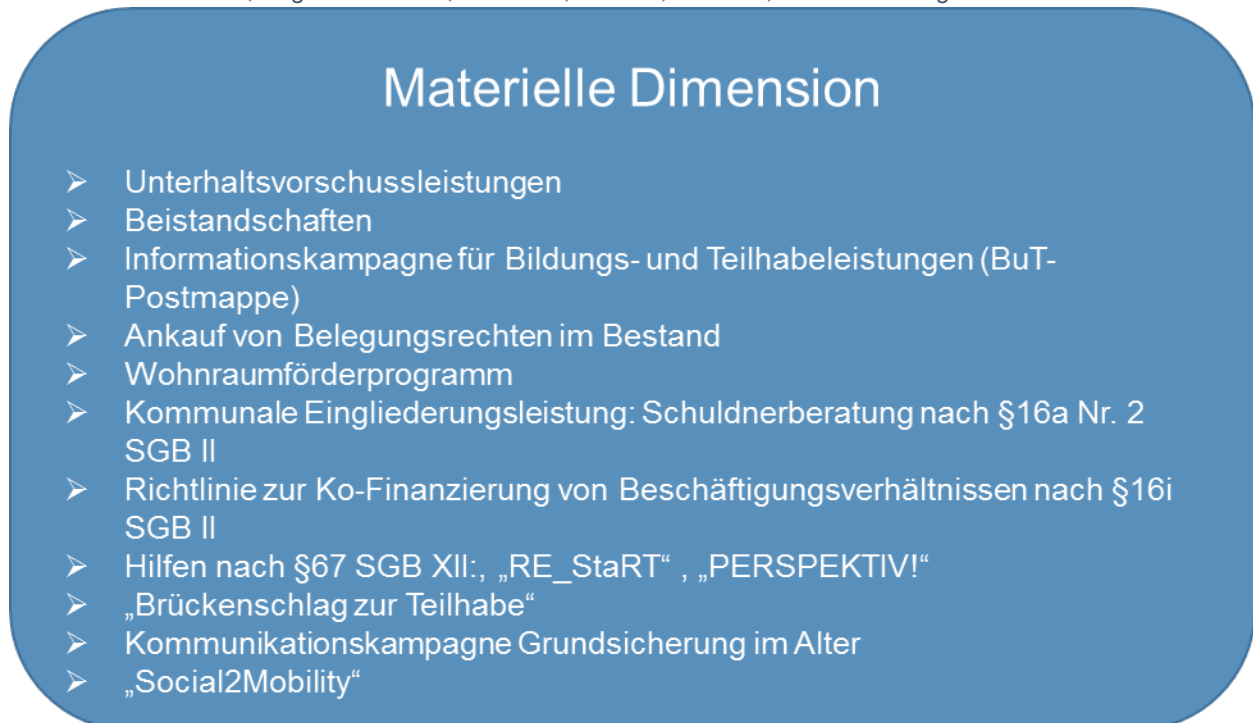 Materielle Dimension
➢ Unterhaltsvorschussleistungen
➢ Beistandschaften
➢ Informationskampagne für Bildungs- und Teilhabeleistungen (BuT-
Postmappe)
➢ Ankauf von Belegungsrechten im Bestand
➢ Wohnraumförderprogramm
➢ Kommunale Eingliederungsleistung: Schuldnerberatung nach §16a Nr. 2
SGB II
➢ Richtlinie zur Ko-Finanzierung von Beschäftigungsverhältnissen nach §16i
SGB II
➢ Hilfen nach §67 SGB XII:, „RE_StaRT“ , „PERSPEKTIV!“
➢ „Brückenschlag zur Teilhabe“
➢ Kommunikationskampagne Grundsicherung im Alter
➢ „Social2Mobility“